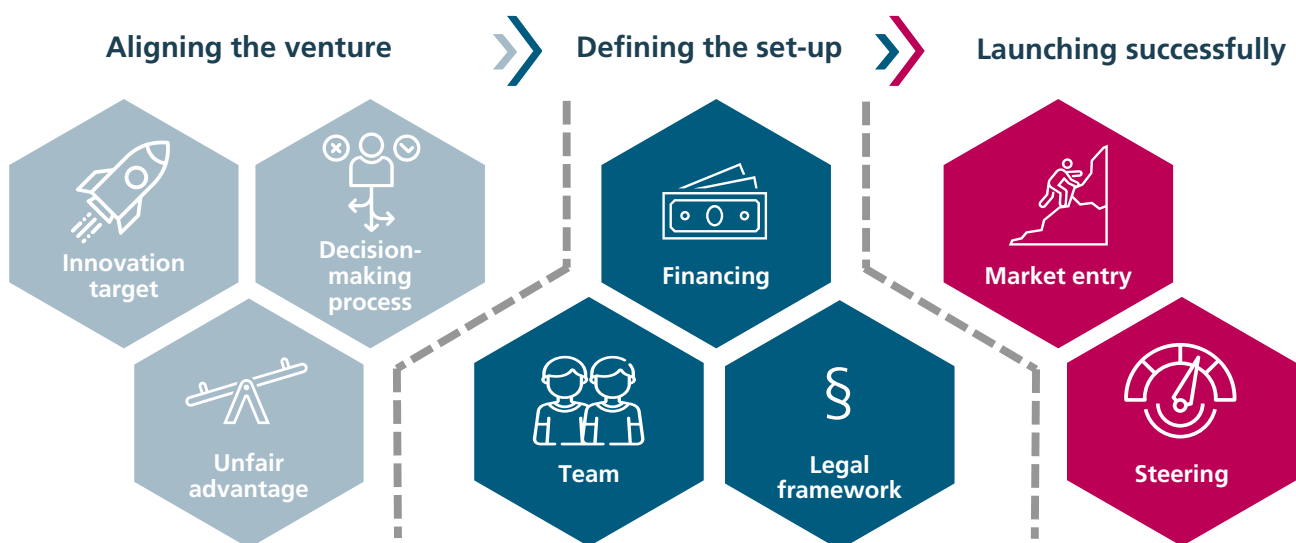 Aligning the venture
Defining the set-up
Launching successfully
Innovation
target
Decision-
making
process
Unfair
advantage
Financing
Team
§
Legal
framework
Market entry
Steering